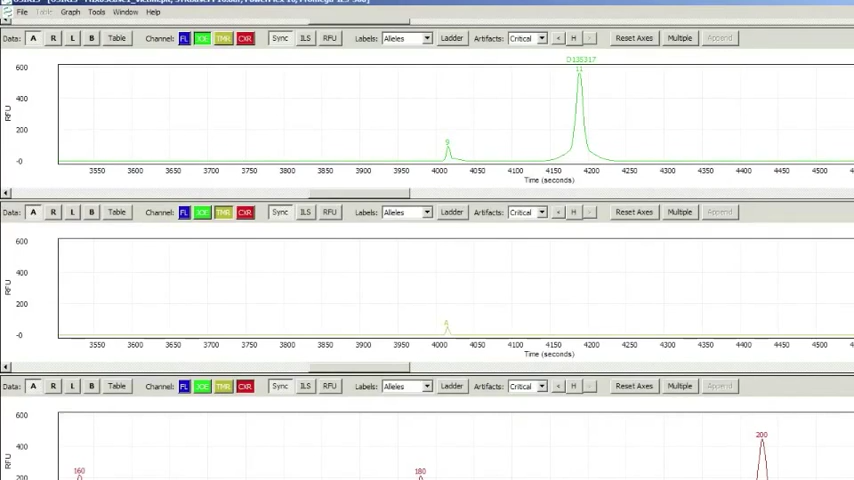 File Table Graph Tools Window Help
Data: A R L B Table Channel: FL JOE TMR CXR Sync ILS RFU Labels: Alleles Ladder Artifacts: Critical < H > Reset Axes Multiple Append
D13S317
11
9
RFU
600
400
200
-0
3550 3600 3650 3700 3750 3800 3850 3900 3950 4000 4050 4100 4150 4200 4250 4300 4350 4400 4450 4500
Time (seconds)
Data: A R L B Table Channel: FL JOE TMR CXR Sync ILS RFU Labels: Alleles Ladder Artifacts: Critical < H > Reset Axes Multiple Append
RFU
600
400
200
-0
3550 3600 3650 3700 3750 3800 3850 3900 3950 4000 4050 4100 4150 4200 4250 4300 4350 4400 4450 4500
Time (seconds)
Data: A R L B Table Channel: FL JOE TMR CXR Sync ILS RFU Labels: Alleles Ladder Artifacts: Critical < H > Reset Axes Multiple Append
RFU
600
400
200
160 180 200